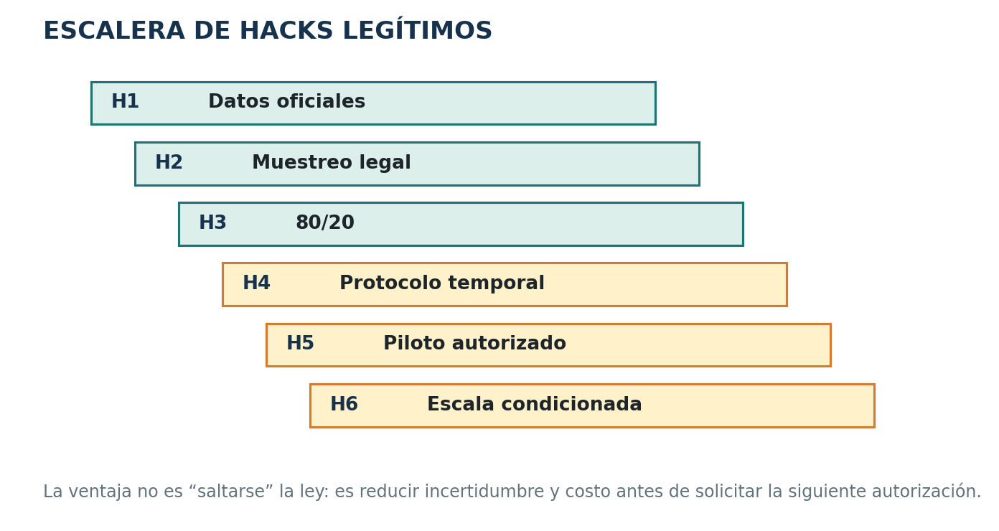 ESCALERA DE HACKS LEGÍTIMOS
H1 Datos oficiales
H2 Muestreo legal
H3 80/20
H4 Protocolo temporal
H5 Piloto autorizado
H6 Escala condicionada
La ventaja no es “saltarse” la ley: es reducir incertidumbre y costo antes de solicitar la siguiente autorización.